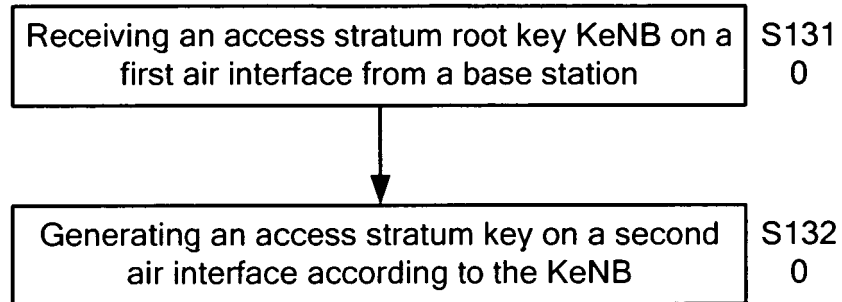 Receiving an access stratum root key KeNB on a S131
first air interface from a base station 0
Generating an access stratum key on a second S132
air interface according to the KeNB 0